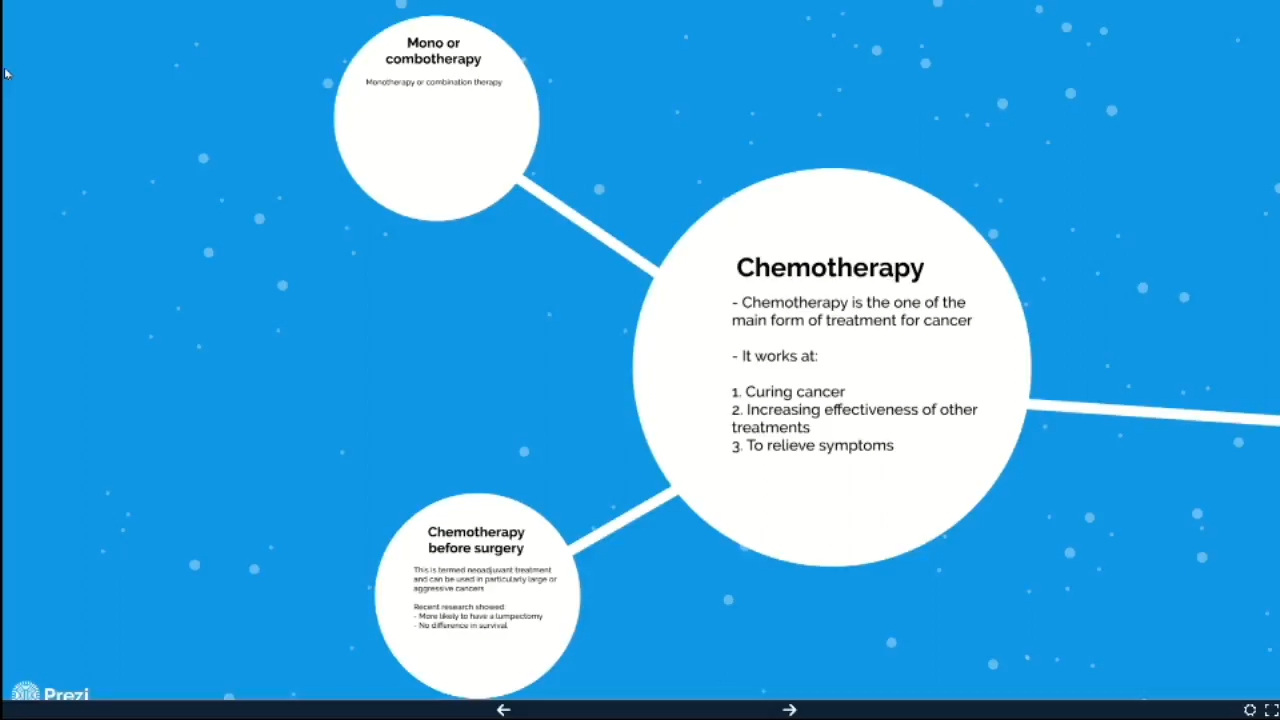 Mono or
combotherapy
Monotherapy or combination therapy
Chemotherapy
- Chemotherapy is the one of the
main form of treatment for cancer
- It works at:
1. Curing cancer
2. Increasing effectiveness of other
treatments
3. To relieve symptoms
Chemotherapy
before surgery
This is termed neoadjuvant treatment
and can be used in particularly large or
aggressive cancers
Recent research showed:
- More likely to have a lumpectomy
- No difference in survival
Prezi